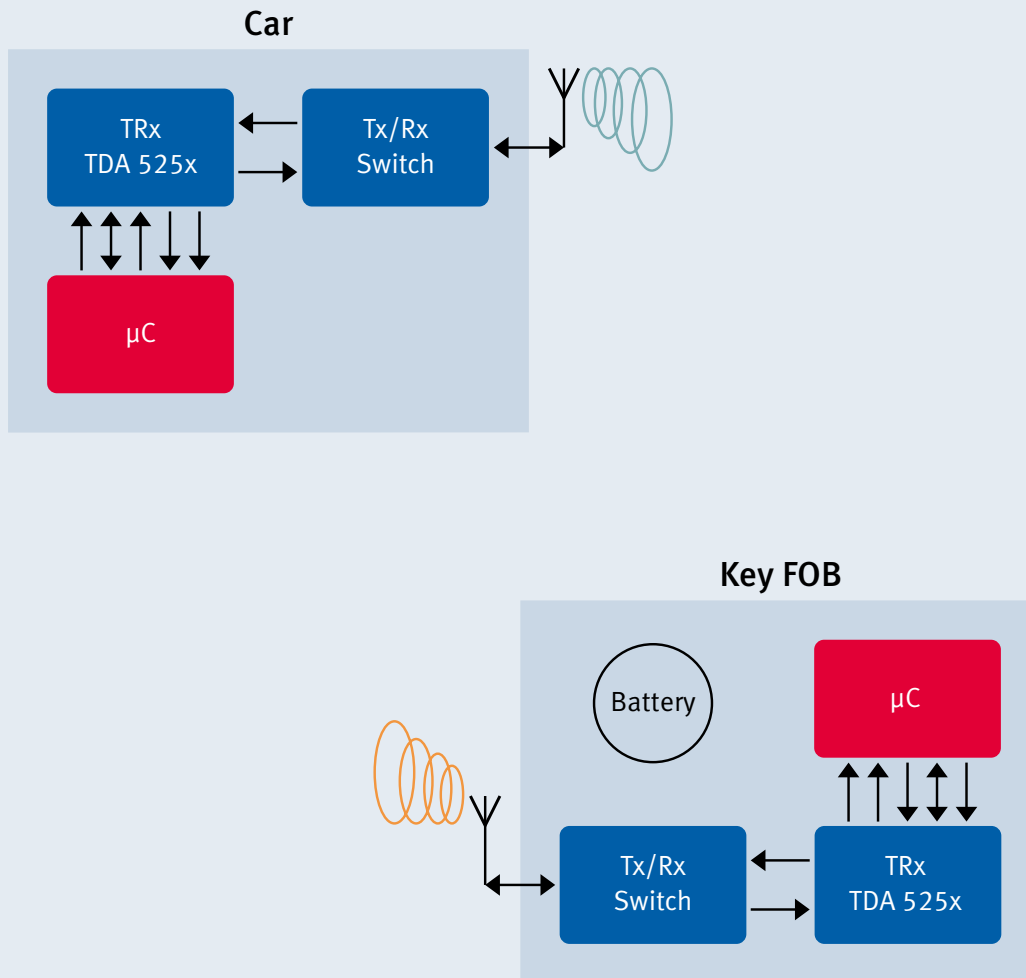 Car
TRx
TDA 525x
Tx/Rx
Switch
µC
Key FOB
Battery
µC
Tx/Rx
Switch
TRx
TDA 525x